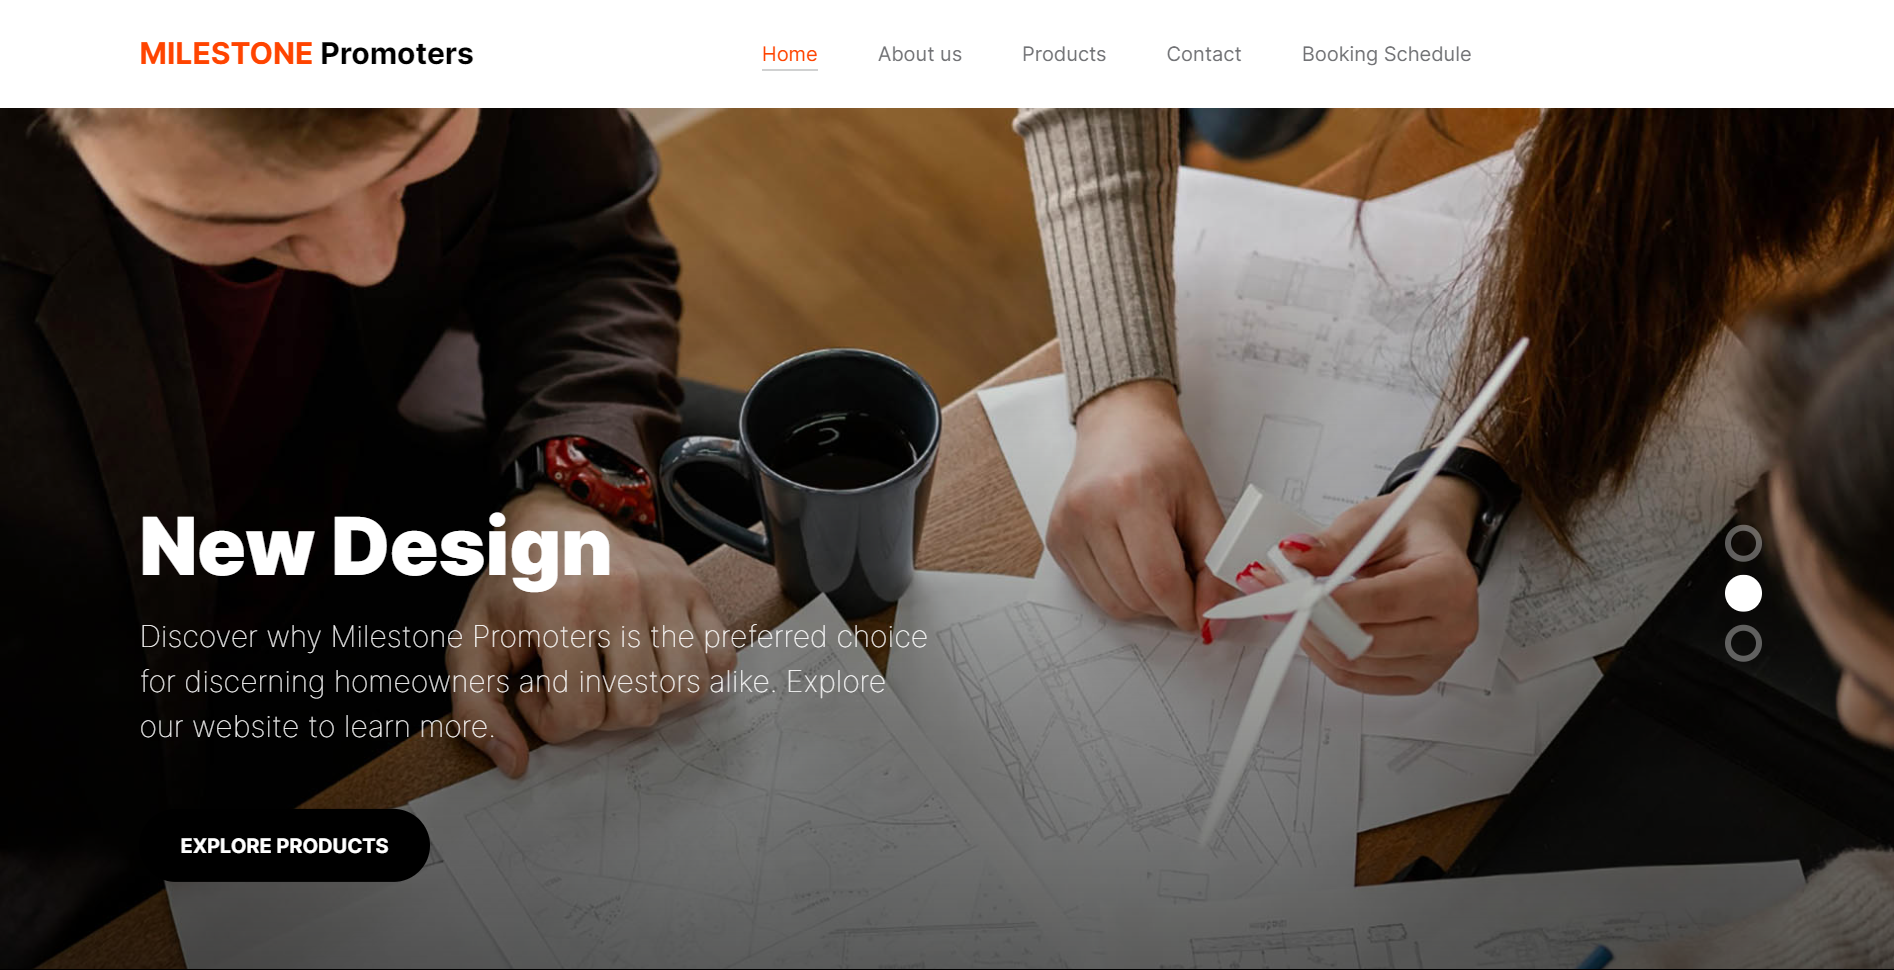 MILESTONE Promoters
Home About us Products Contact Booking Schedule
New Design
Discover why Milestone Promoters is the preferred choice
for discerning homeowners and investors alike. Explore
our website to learn more.
EXPLORE PRODUCTS